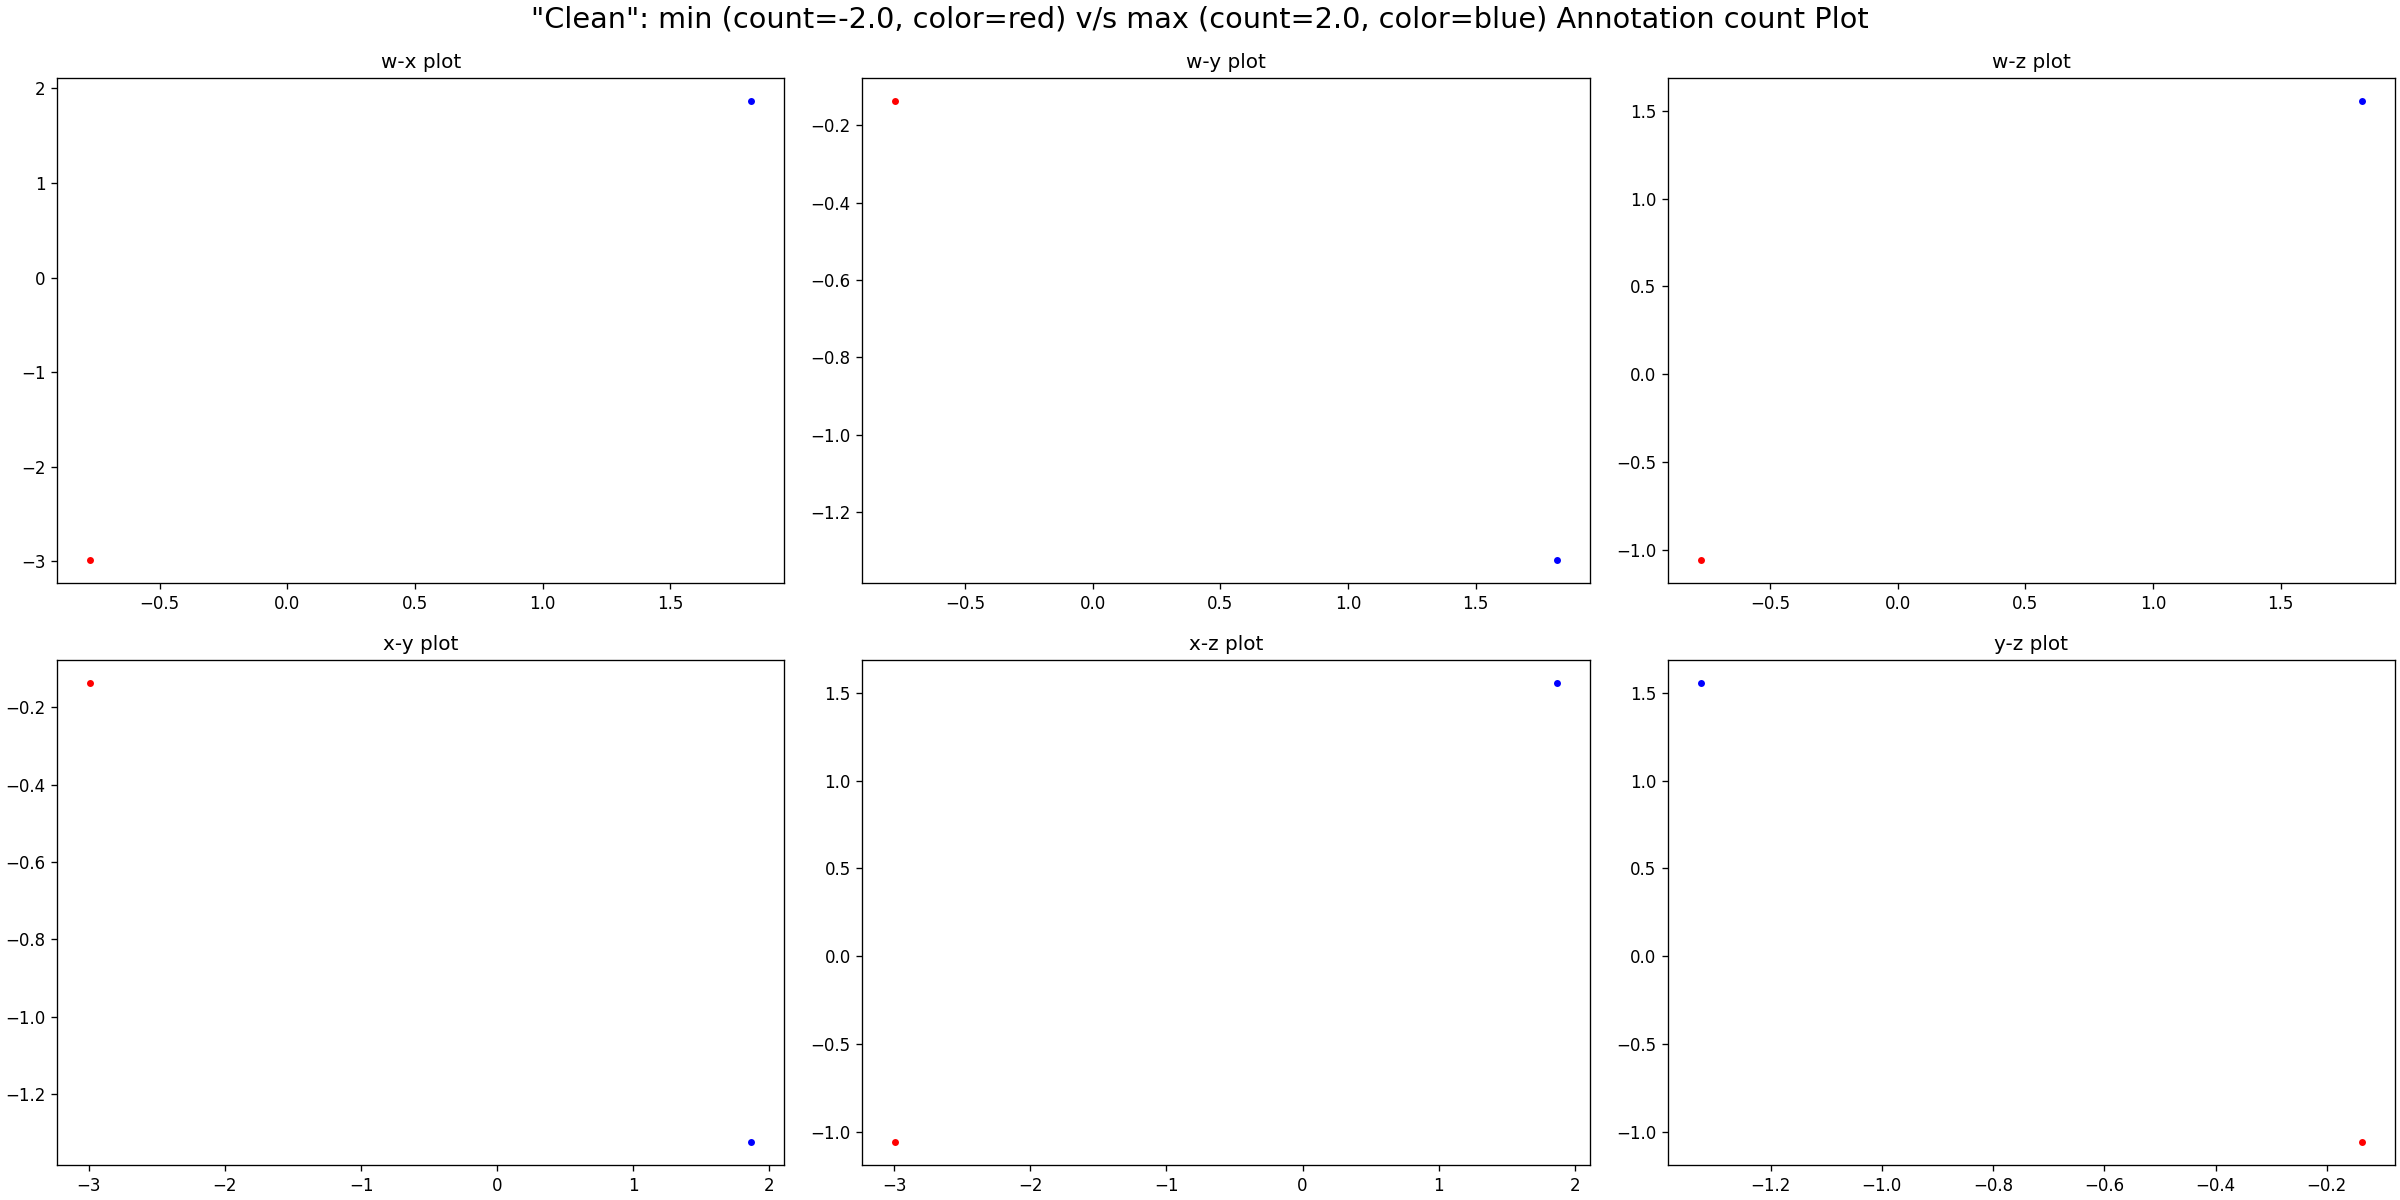 "Clean": min (count=-2.0, color=red) v/s max (count=2.0, color=blue) Annotation count Plot
w-x plot
2
1
0
−1
−2
−3
−0.5 0.0 0.5 1.0 1.5
w-y plot
−0.2
−0.4
−0.6
−0.8
−1.0
−1.2
−0.5 0.0 0.5 1.0 1.5
w-z plot
1.5
1.0
0.5
0.0
−0.5
−1.0
−0.5 0.0 0.5 1.0 1.5
x-y plot
−0.2
−0.4
−0.6
−0.8
−1.0
−1.2
−3 −2 −1 0 1 2
x-z plot
1.5
1.0
0.5
0.0
−0.5
−1.0
−3 −2 −1 0 1 2
y-z plot
1.5
1.0
0.5
0.0
−0.5
−1.0
−1.2 −1.0 −0.8 −0.6 −0.4 −0.2